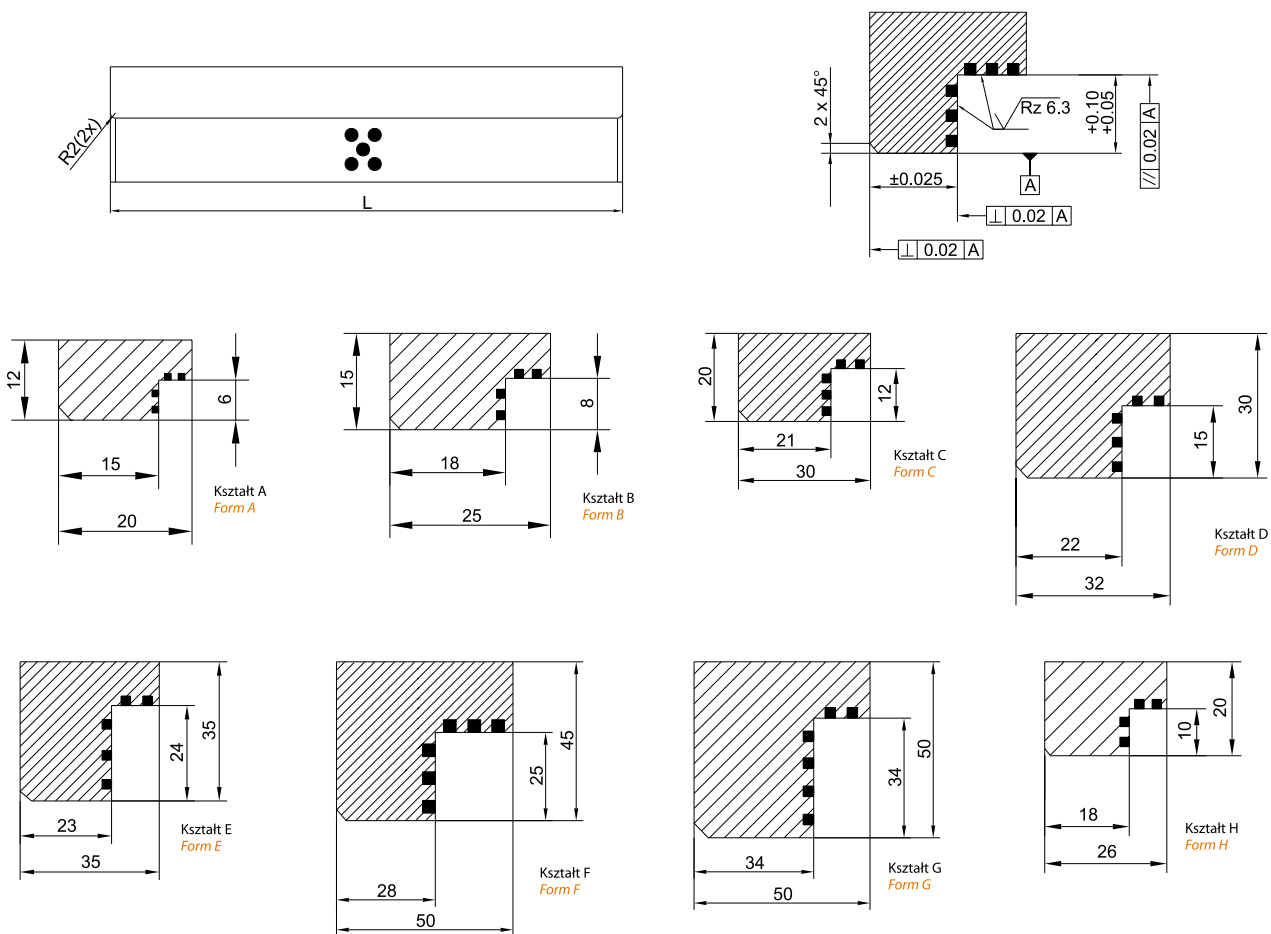 R2(2x)
L
2 x 45°
Rz 6.3
+0.10
+0.05
// 0.02 A
±0.025
A
⊥ 0.02 A
⊥ 0.02 A
12
6
15
20
Kształt A
Form A
15
8
18
25
Kształt B
Form B
20
12
21
30
Kształt C
Form C
30
15
22
32
Kształt D
Form D
35
24
23
35
Kształt E
Form E
45
25
28
50
Kształt F
Form F
50
34
34
50
Kształt G
Form G
20
10
18
26
Kształt H
Form H